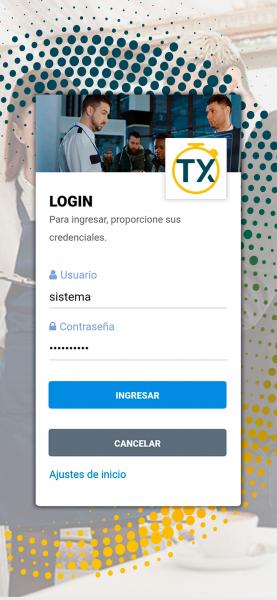 TX
LOGIN
Para ingresar, proporcione sus
credenciales.
Usuario
sistema
Contraseña
••••••••••
INGRESAR
CANCELAR
Ajustes de inicio